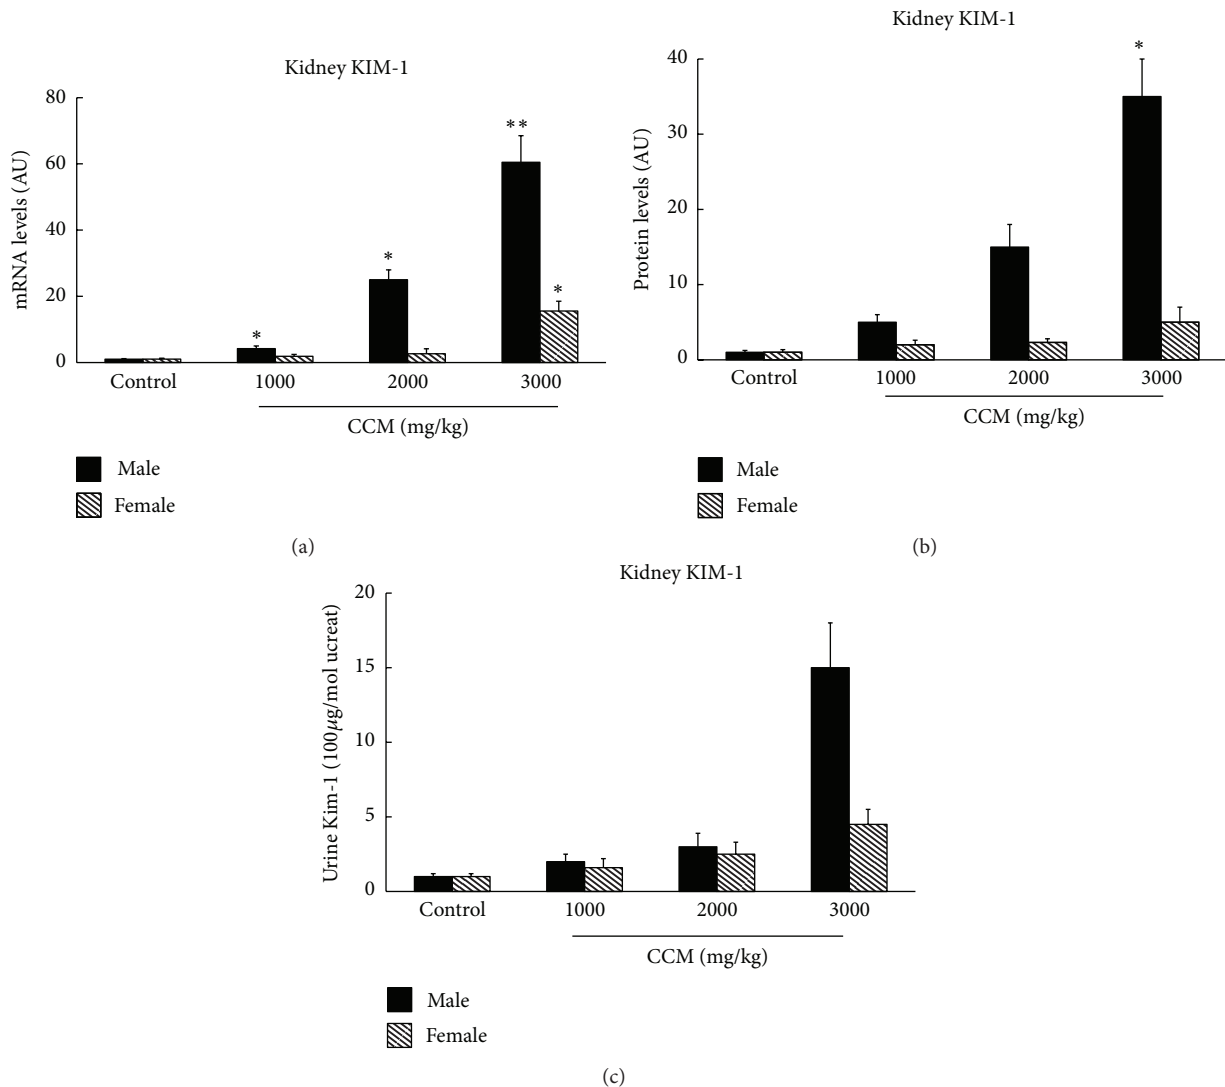 Kidney KIM-1
mRNA levels (AU)
80
60
40
20
0
*
*
**
*
Control
1000
2000
3000
CCM (mg/kg)
Male
Female
(a)
Kidney KIM-1
Protein levels (AU)
40
30
20
10
0
*
Control
1000
2000
3000
CCM (mg/kg)
Male
Female
(b)
Kidney KIM-1
Urine Kim-1 (100µg/mol ucreat)
20
15
10
5
0
Control
1000
2000
3000
CCM (mg/kg)
Male
Female
(c)